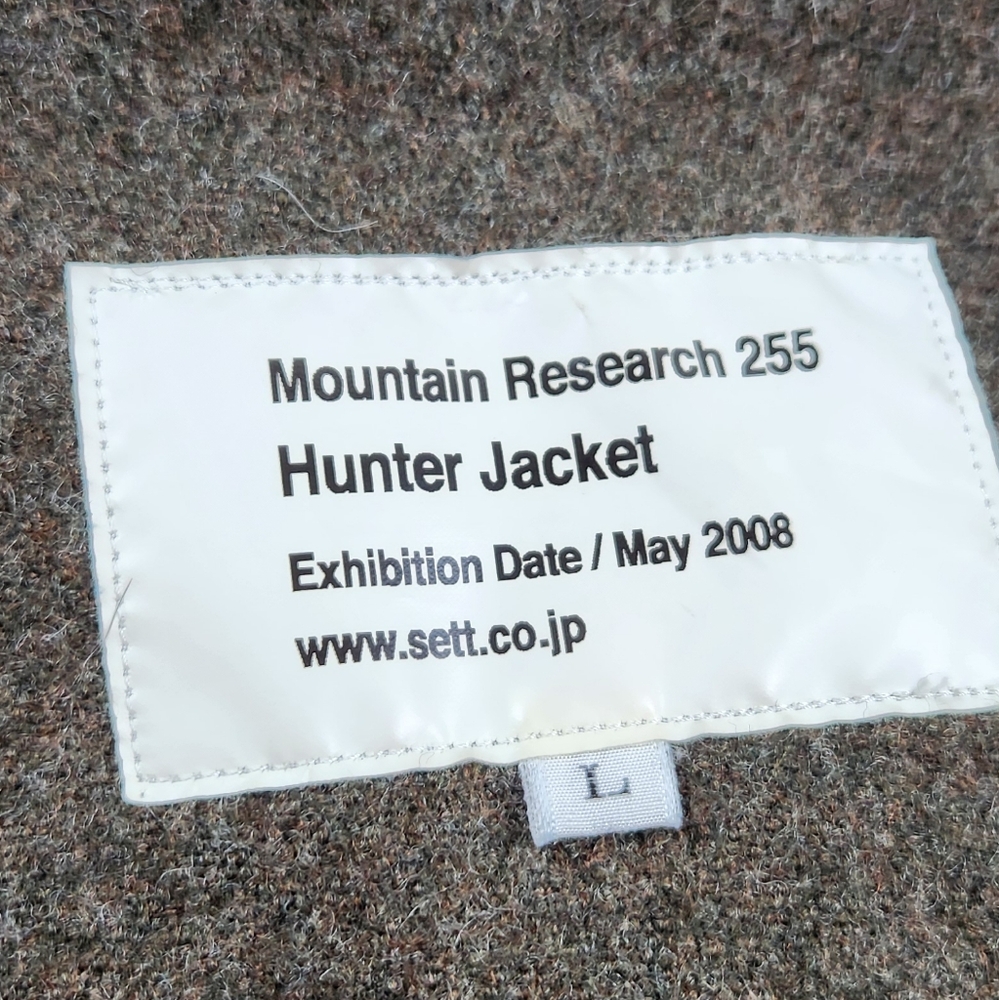 Mountain Research 255
Hunter Jacket
Exhibition Date / May 2008
www.sett.co.jp
L